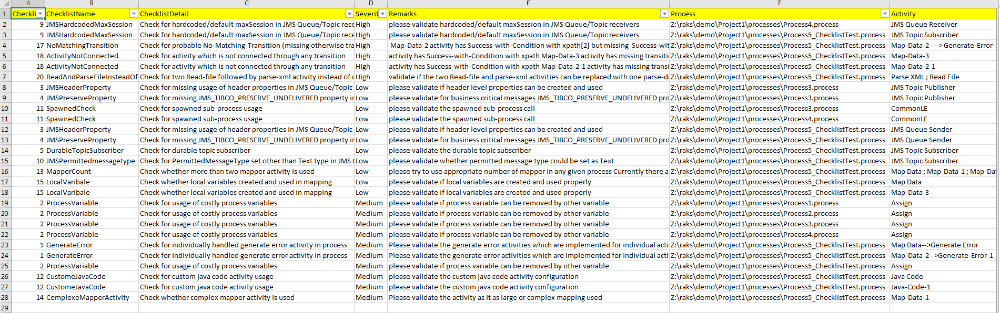 A B C D E F
1 Checkli ChecklistName ChecklistDetail Severit Remarks Process Activity
2 9 JMSHardcodedMaxSession Check for hardcoded/default maxSession in JMS Queue/Topic rece High please validate hardcoded/default maxSession in JMS Queue/Topic receivers Z:\raks\demo\Project1\processes\Process4.process JMS Queue Receiver
3 9 JMSHardcodedMaxSession Check for hardcoded/default maxSession in JMS Queue/Topic rece High please validate hardcoded/default maxSession in JMS Queue/Topic receivers Z:\raks\demo\Project1\processes\Process5_ChecklistTest.process JMS Topic Subscriber
4 17 NoMatchingTransition Check for probable No-Matching-Transition (missing otherwise tra High Map-Data-2 activity has Success-with-Condition with xpath[2] but missing Success-wit Z:\raks\demo\Project1\processes\Process5_ChecklistTest.process Map-Data-2 ---> Generate-Error-1
5 18 ActivityNotConnected Check for activity which is not connected through any transition High activity has Success-with-Condition with xpath Map-Data-3 activity has missing transiti Z:\raks\demo\Project1\processes\Process5_ChecklistTest.process Map-Data-3
6 18 ActivityNotConnected Check for activity which is not connected through any transition High activity has Success-with-Condition with xpath Map-Data-2-1 activity has missing transi Z:\raks\demo\Project1\processes\Process5_ChecklistTest.process Map-Data-2-1
7 20 ReadAndParseFileInsteadOf Check for two Read-file followed by parse-xml activity instead of o High validate if the two Read-file and parse-xml activities can be replaced with one parse-da Z:\raks\demo\Project1\processes\Process5_ChecklistTest.process Parse XML ; Read File
8 3 JMSHeaderProperty Check for missing usage of header properties in JMS Queue/Topic Low please validate if header level properties can be created and used Z:\raks\demo\Project1\processes\Process3.process JMS Topic Publisher
9 4 JMSPreserveProperty Check for missing JMS_TIBCO_PRESERVE_UNDELIVERED property in Low please validate for business critical messages JMS_TIBCO_PRESERVE_UNDELIVERED pro Z:\raks\demo\Project1\processes\Process3.process JMS Topic Publisher
10 11 SpawnedCheck Check for spawned sub-process usage Low please validate the spawned sub-process call Z:\raks\demo\Project1\processes\Process3.process CommonLE
11 11 SpawnedCheck Check for spawned sub-process usage Low please validate the spawned sub-process call Z:\raks\demo\Project1\processes\Process4.process CommonLE
12 3 JMSHeaderProperty Check for missing usage of header properties in JMS Queue/Topic Low please validate if header level properties can be created and used Z:\raks\demo\Project1\processes\Process5_ChecklistTest.process JMS Queue Sender
13 4 JMSPreserveProperty Check for missing JMS_TIBCO_PRESERVE_UNDELIVERED property in Low please validate for business critical messages JMS_TIBCO_PRESERVE_UNDELIVERED pro Z:\raks\demo\Project1\processes\Process5_ChecklistTest.process JMS Queue Sender
14 5 DurableTopicSubscriber Check for durable topic subscriber Low please validate the durable topic subscriber Z:\raks\demo\Project1\processes\Process5_ChecklistTest.process JMS Topic Subscriber
15 10 JMSPermittedmessagetype Check for PermittedMessageType set other than Text type in JMS Low please validate whether permitted message type could be set as Text Z:\raks\demo\Project1\processes\Process5_ChecklistTest.process JMS Topic Subscriber
16 13 MapperCount Check whether more than two mapper activity is used Low please try to use appropriate number of mapper in any given process Currently there a Z:\raks\demo\Project1\processes\Process5_ChecklistTest.process Map Data ; Map-Data-1 ; Map-Dat
17 15 LocalVaribale Check whether local variables created and used in mapping Low please validate if local variables are created and used properly Z:\raks\demo\Project1\processes\Process5_ChecklistTest.process Map Data
18 15 LocalVaribale Check whether local variables created and used in mapping Low please validate if local variables are created and used properly Z:\raks\demo\Project1\processes\Process5_ChecklistTest.process Map-Data-3
19 2 ProcessVariable Check for usage of costly process variables Medium please validate if process variable can be removed by other variable Z:\raks\demo\Project1\processes\Process1.process Assign
20 2 ProcessVariable Check for usage of costly process variables Medium please validate if process variable can be removed by other variable Z:\raks\demo\Project1\processes\Process2.process Assign
21 2 ProcessVariable Check for usage of costly process variables Medium please validate if process variable can be removed by other variable Z:\raks\demo\Project1\processes\Process3.process Assign
22 2 ProcessVariable Check for usage of costly process variables Medium please validate if process variable can be removed by other variable Z:\raks\demo\Project1\processes\Process4.process Assign
23 1 GenerateError Check for individually handled generate error activity in process Medium Please validate the generate error activities which are implemented for individual acti Z:\raks\demo\Project1\processes\Process5_ChecklistTest.process Map Data-->Generate Error
24 1 GenerateError Check for individually handled generate error activity in process Medium Please validate the generate error activities which are implemented for individual acti Z:\raks\demo\Project1\processes\Process5_ChecklistTest.process Map-Data-2-->Generate-Error-1
25 2 ProcessVariable Check for usage of costly process variables Medium please validate if process variable can be removed by other variable Z:\raks\demo\Project1\processes\Process5_ChecklistTest.process Assign
26 12 CustomeJavaCode Check for custom java code activity usage Medium please validate the custom java code activity configuration Z:\raks\demo\Project1\processes\Process5_ChecklistTest.process Java Code
27 12 CustomeJavaCode Check for custom java code activity usage Medium please validate the custom java code activity configuration Z:\raks\demo\Project1\processes\Process5_ChecklistTest.process Java-Code-1
28 14 ComplexeMapperActivity Check whether complex mapper activity is used Medium Please validate the activity as it as large or complex mapping used Z:\raks\demo\Project1\processes\Process5_ChecklistTest.process Map-Data-1
29